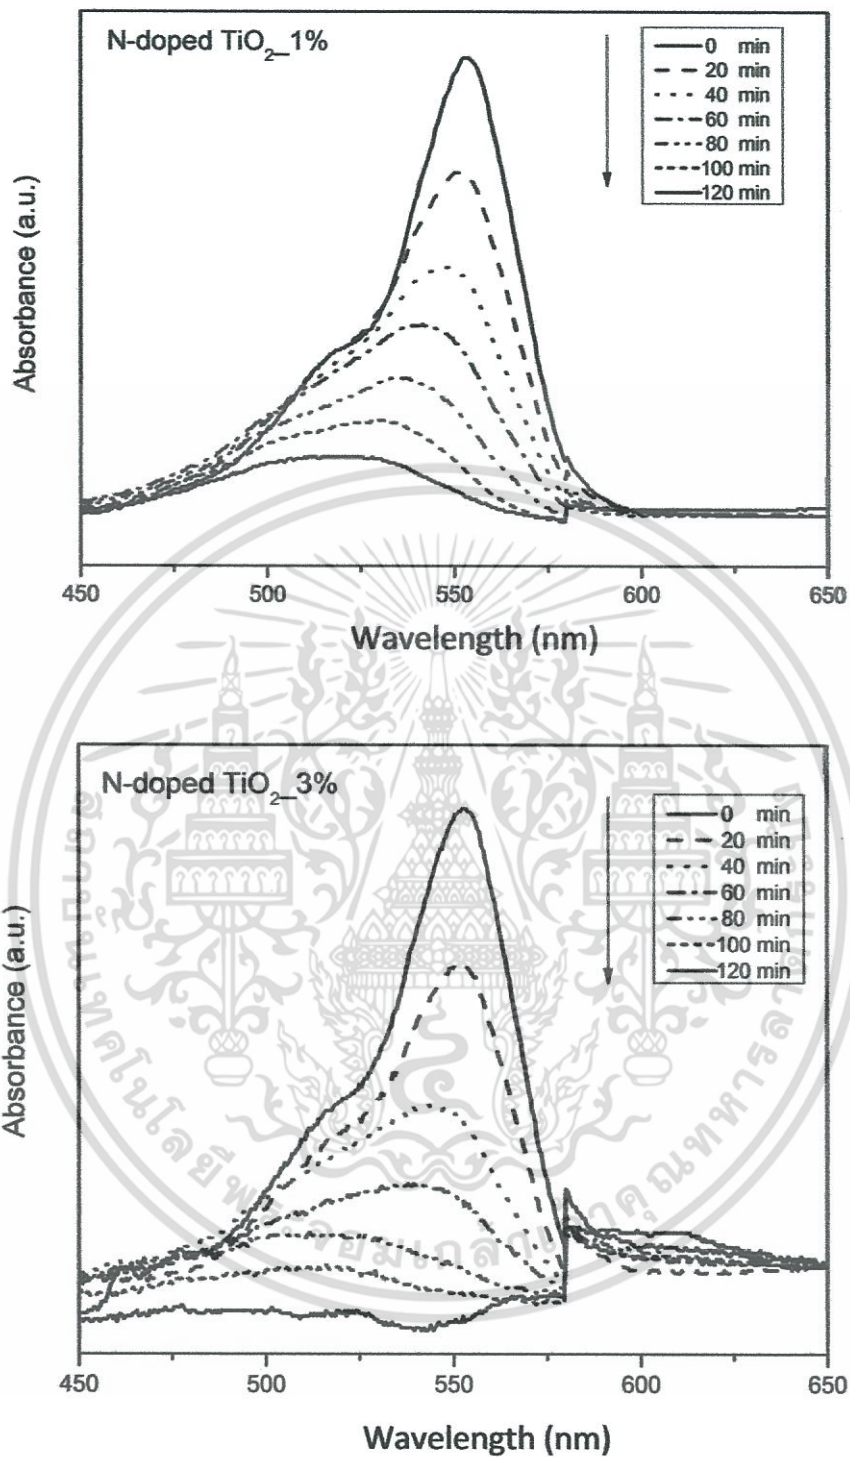 N-doped TiO₂_1%
0 min
20 min
40 min
60 min
80 min
100 min
120 min
Absorbance (a.u.)
450 500 550 600 650
Wavelength (nm)
N-doped TiO₂_3%
0 min
20 min
40 min
60 min
80 min
100 min
120 min
Absorbance (a.u.)
450 500 550 600 650
Wavelength (nm)